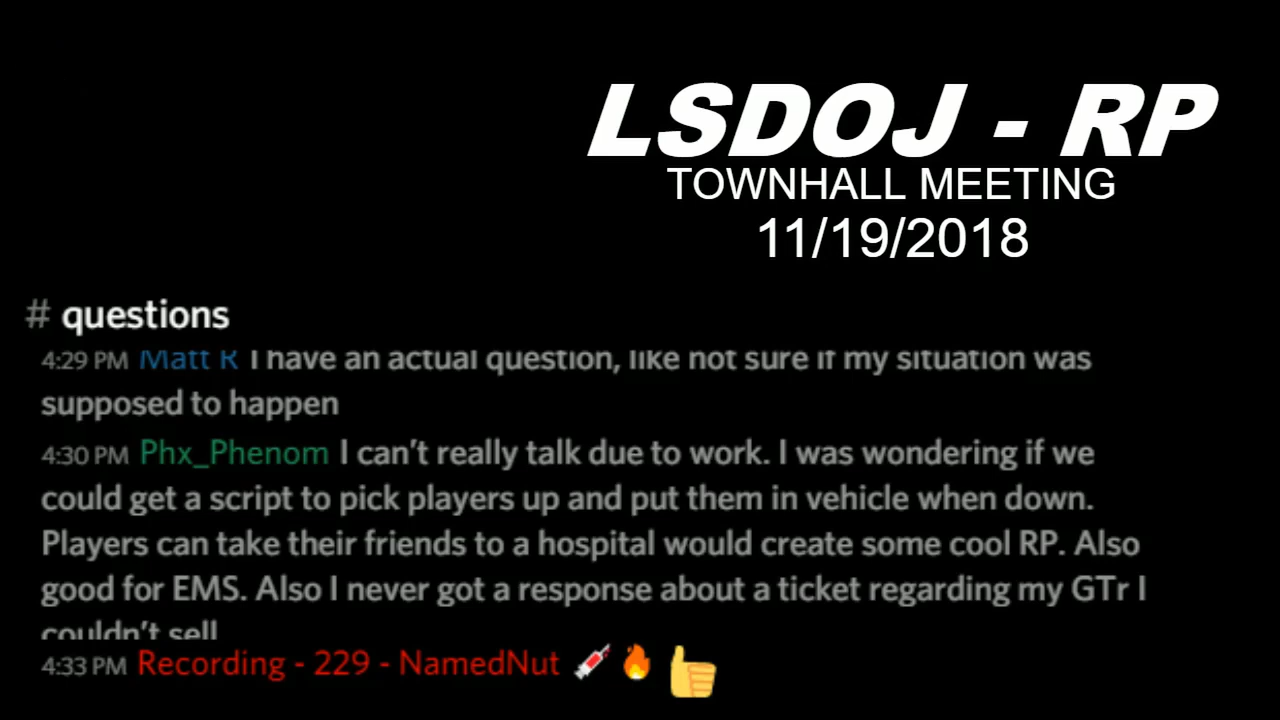 LSDOJ - RP
TOWNHALL MEETING
11/19/2018
# questions
4:29 PM Matt R I have an actual question, like not sure if my situation was
supposed to happen
4:30 PM Phx_Phenom I can't really talk due to work. I was wondering if we
could get a script to pick players up and put them in vehicle when down.
Players can take their friends to a hospital would create some cool RP. Also
good for EMS. Also I never got a response about a ticket regarding my GTr I
couldn't sell
4:33 PM Recording - 229 - NamedNut 💉🔥👍